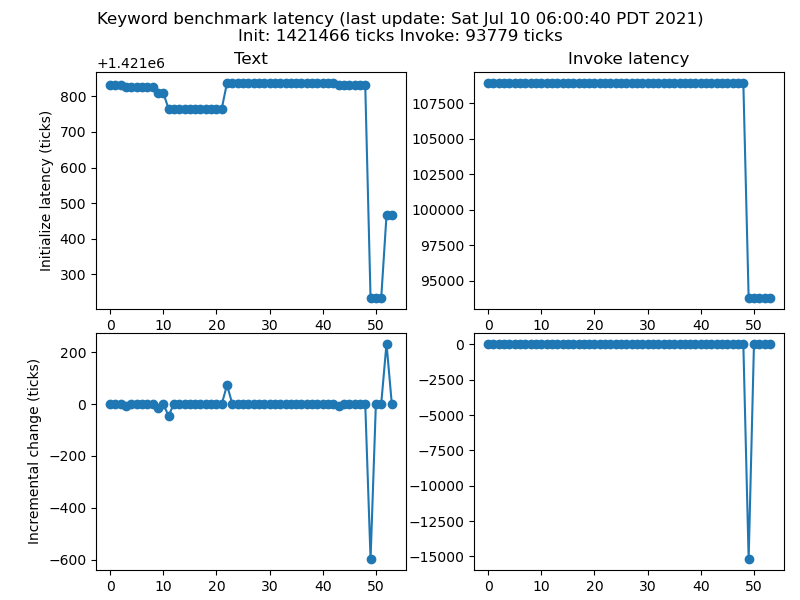 Keyword benchmark latency (last update: Sat Jul 10 06:00:40 PDT 2021)
Init: 1421466 ticks Invoke: 93779 ticks
Text
Invoke latency
+1.421e6
Initialize latency (ticks)
800
700
600
500
400
300
0 10 20 30 40 50
107500
105000
102500
100000
97500
95000
0 10 20 30 40 50
Incremental change (ticks)
200
0
−200
−400
−600
0 10 20 30 40 50
0
−2500
−5000
−7500
−10000
−12500
−15000
0 10 20 30 40 50